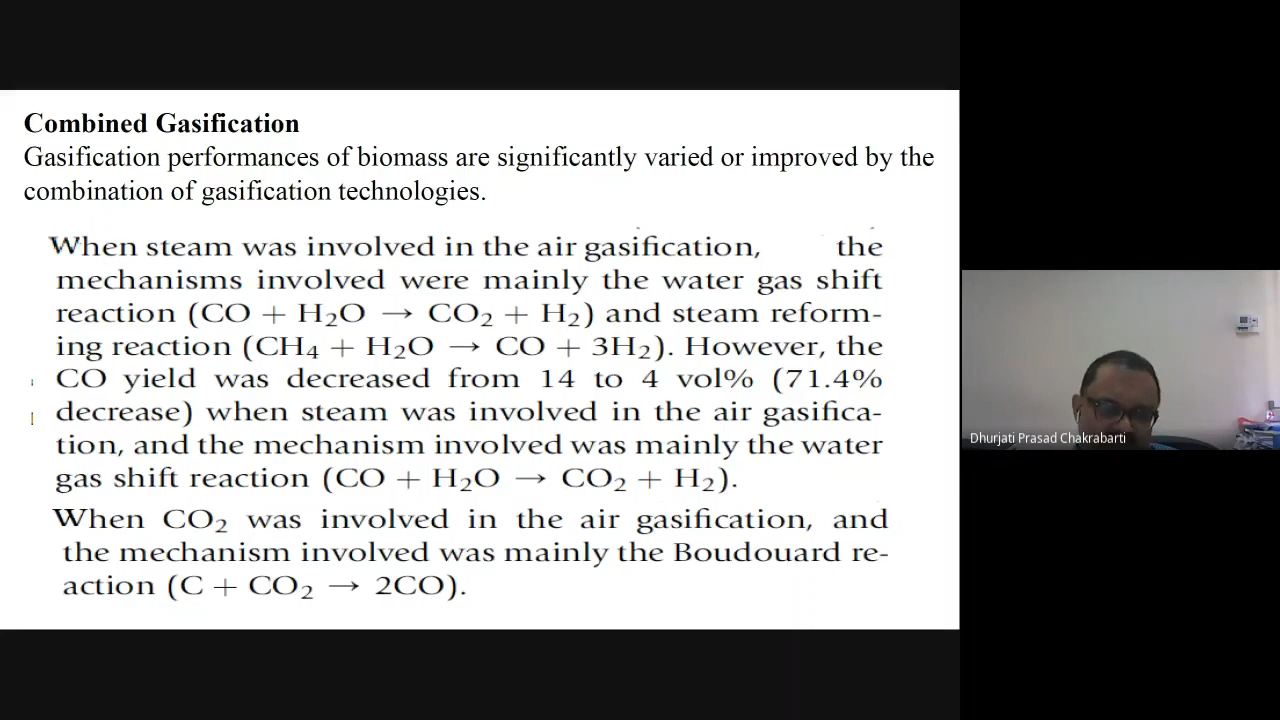 Combined Gasification
Gasification performances of biomass are significantly varied or improved by the
combination of gasification technologies.
When steam was involved in the air gasification, the
mechanisms involved were mainly the water gas shift
reaction (CO + H₂O → CO₂ + H₂) and steam reform-
ing reaction (CH₄ + H₂O → CO + 3H₂). However, the
CO yield was decreased from 14 to 4 vol% (71.4%
decrease) when steam was involved in the air gasifica-
tion, and the mechanism involved was mainly the water
gas shift reaction (CO + H₂O → CO₂ + H₂).
When CO₂ was involved in the air gasification, and
the mechanism involved was mainly the Boudouard re-
action (C + CO₂ → 2CO).
Dhurjati Prasad Chakrabarti